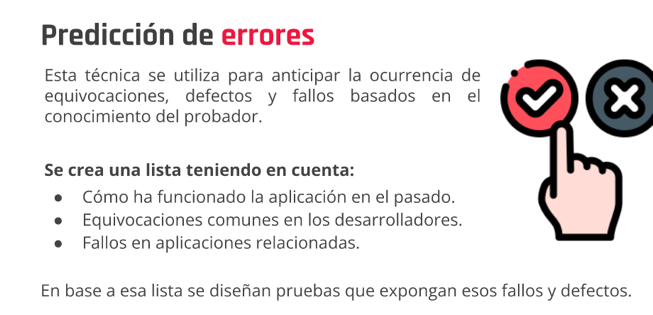 Predicción de errores
Esta técnica se utiliza para anticipar la ocurrencia de
equivocaciones, defectos y fallos basados en el
conocimiento del probador.
Se crea una lista teniendo en cuenta:
● Cómo ha funcionado la aplicación en el pasado.
● Equivocaciones comunes en los desarrolladores.
● Fallos en aplicaciones relacionadas.
En base a esa lista se diseñan pruebas que expongan esos fallos y defectos.